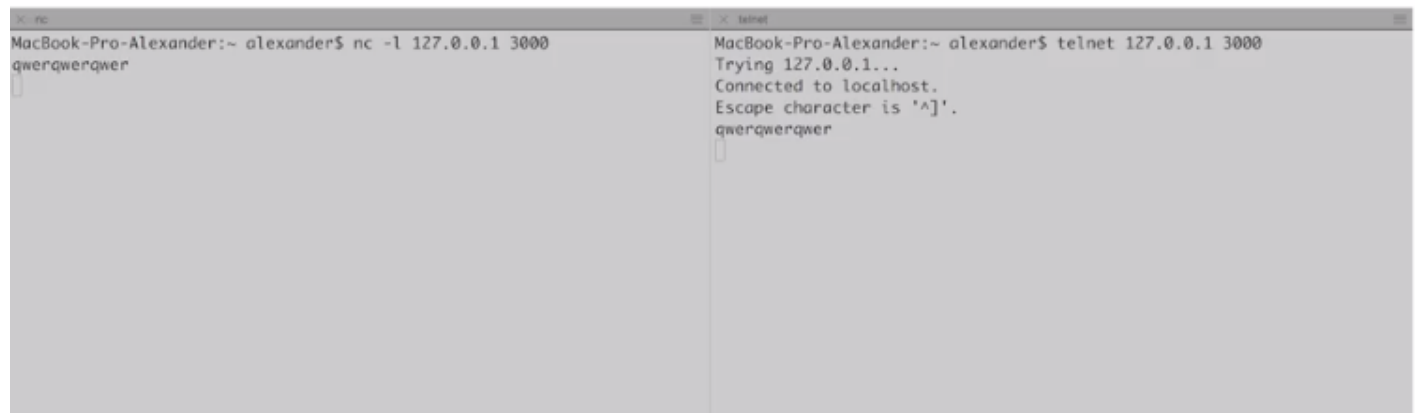 nc
MacBook-Pro-Alexander:~ alexander$ nc -l 127.0.0.1 3000
qwerqwerqwer
telnet
MacBook-Pro-Alexander:~ alexander$ telnet 127.0.0.1 3000
Trying 127.0.0.1...
Connected to localhost.
Escape character is '^]'.
qwerqwerqwer